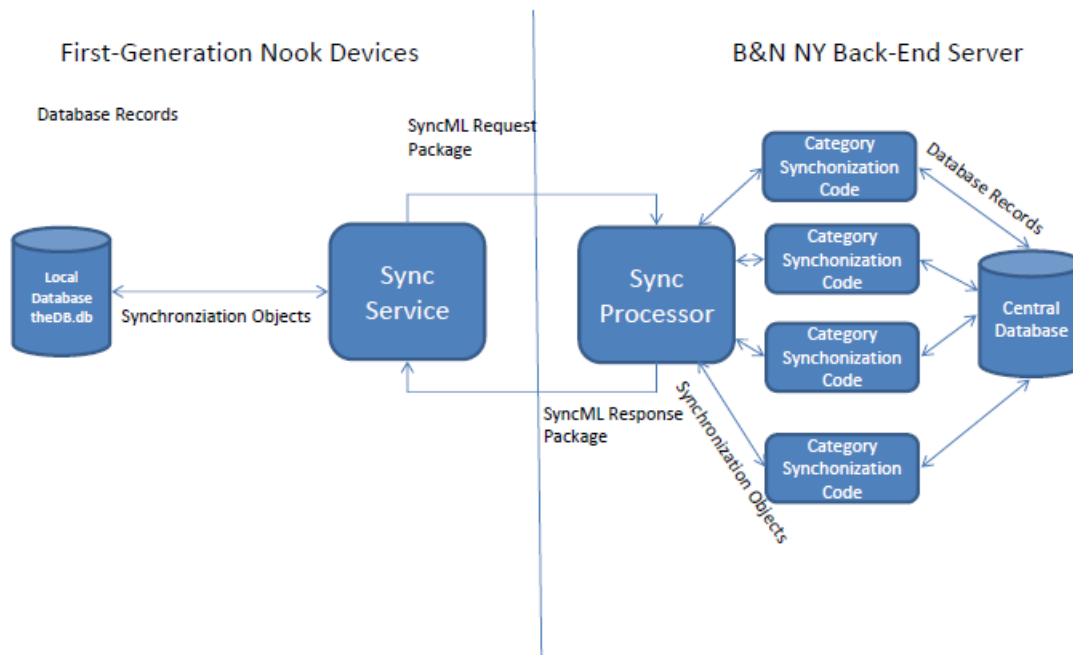 First-Generation Nook Devices
B&N NY Back-End Server
Database Records
SyncML Request
Package
Local
Database
theDB.db
Synchronziation Objects
Sync
Service
SyncML Response
Package
Sync
Processor
Synchronization Objects
Category
Synchonization
Code
Category
Synchonization
Code
Category
Synchonization
Code
Category
Synchonization
Code
Database Records
Central
Database